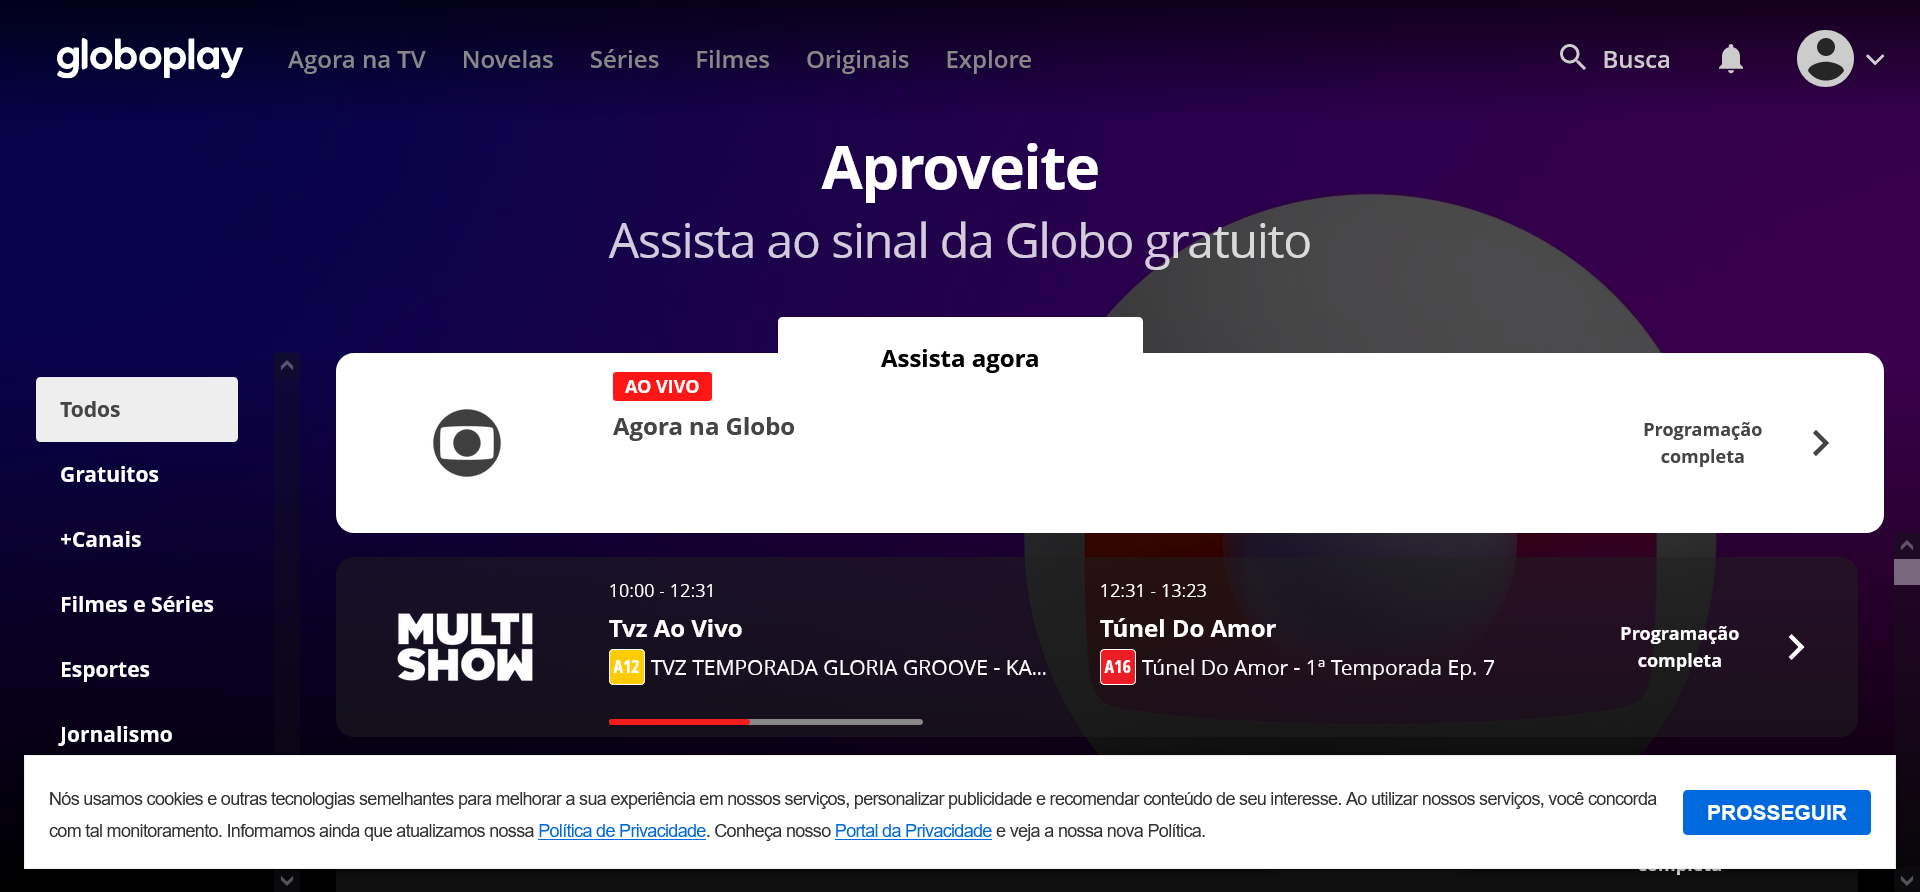 globoplay
Agora na TV
Novelas
Séries
Filmes
Originais
Explore
Busca
Aproveite
Assista ao sinal da Globo gratuito
Assista agora
Todos
Gratuitos
+Canais
Filmes e Séries
Esportes
Jornalismo
AO VIVO
Agora na Globo
Programação
completa
MULTI
SHOW
10:00 - 12:31
Tvz Ao Vivo
A12 TVZ TEMPORADA GLORIA GROOVE - KA...
12:31 - 13:23
Túnel Do Amor
A16 Túnel Do Amor - 1ª Temporada Ep. 7
Programação
completa
Nós usamos cookies e outras tecnologias semelhantes para melhorar a sua experiência em nossos serviços, personalizar publicidade e recomendar conteúdo de seu interesse. Ao utilizar nossos serviços, você concorda
com tal monitoramento. Informamos ainda que atualizamos nossa Política de Privacidade. Conheça nosso Portal da Privacidade e veja a nossa nova Política.
PROSSEGUIR